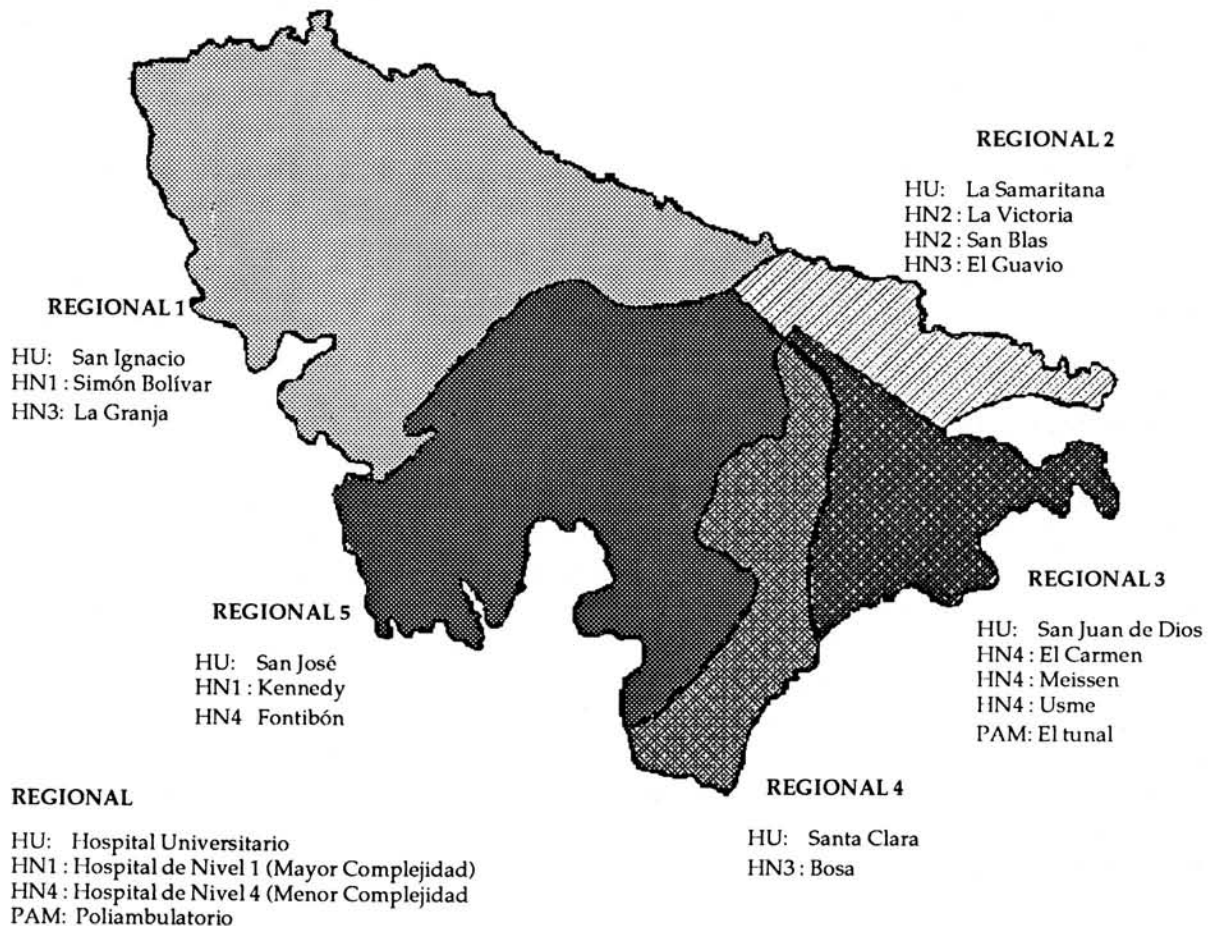 REGIONAL 2
HU: La Samaritana
HN2 : La Victoria
HN2 : San Blas
HN3 : El Guavio
REGIONAL 1
HU: San Ignacio
HN1 : Simón Bolívar
HN3: La Granja
REGIONAL 3
HU: San Juan de Dios
HN4 : El Carmen
HN4 : Meissen
HN4 : Usme
PAM: El tunal
REGIONAL 5
HU: San José
HN1 : Kennedy
HN4 Fontibón
REGIONAL 4
HU: Santa Clara
HN3 : Bosa
REGIONAL
HU: Hospital Universitario
HN1 : Hospital de Nivel 1 (Mayor Complejidad)
HN4 : Hospital de Nivel 4 (Menor Complejidad
PAM: Poliambulatorio